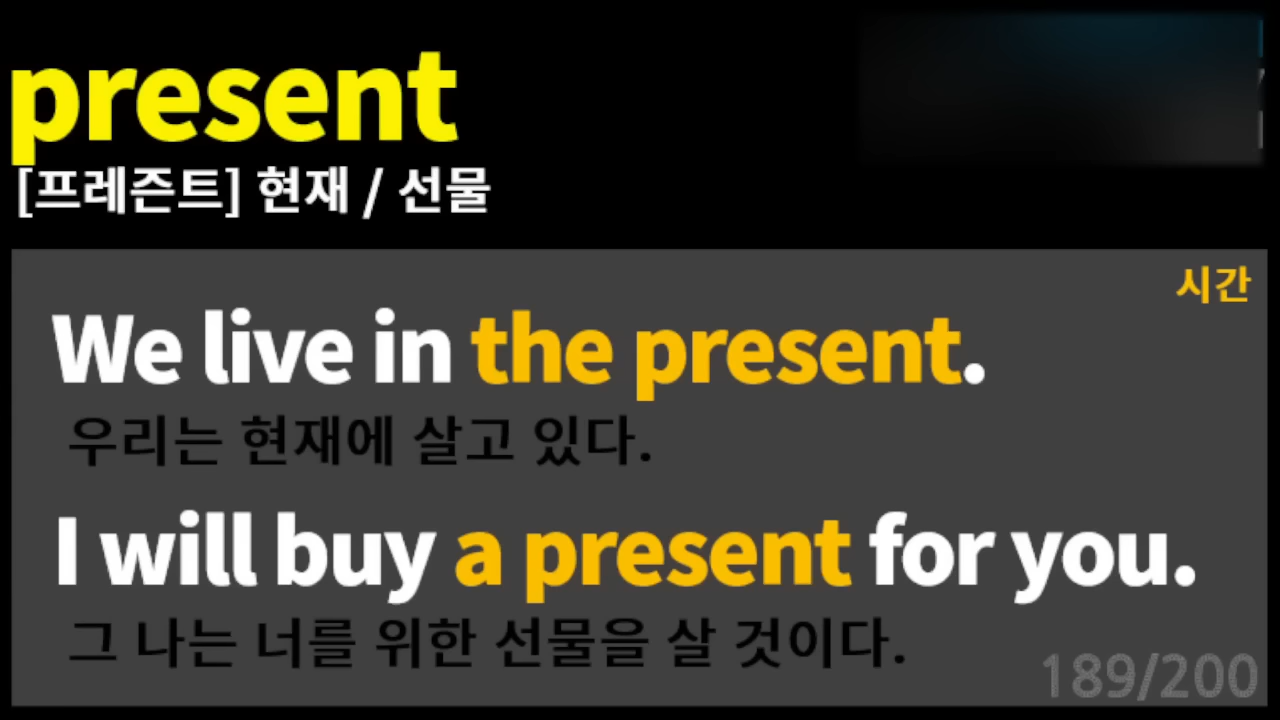 present
[프레즌트] 현재 / 선물
시간
We live in the present.
우리는 현재에 살고 있다.
I will buy a present for you.
그 나는 너를 위한 선물을 살 것이다.
189/200